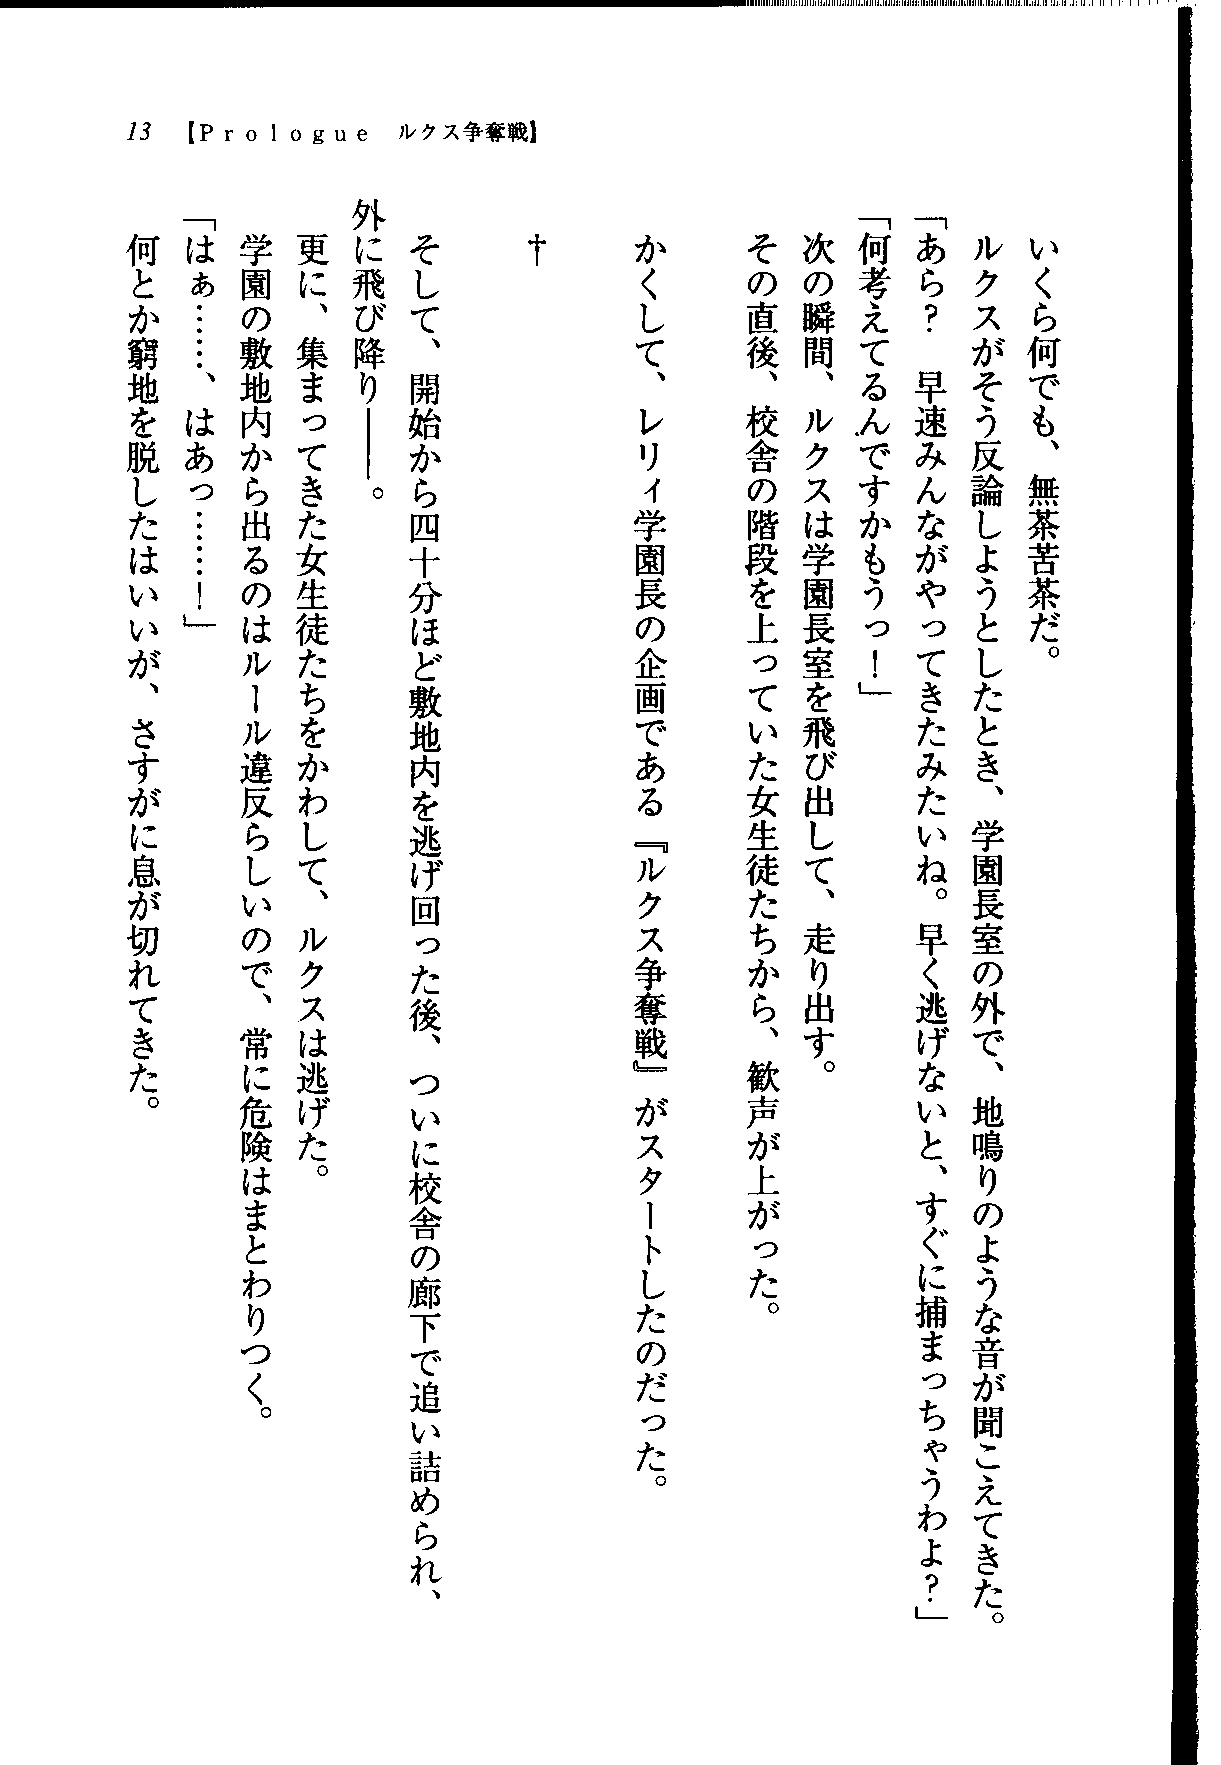 13 【Prologue　ルクス争奪戦】
いくら何でも、無茶苦茶だ。
ルクスがそう反論しようとしたとき、学園長室の外で、地鳴りのような音が聞こえてきた。
「あら？　早速みんながやってきたみたいね。早く逃げないと、すぐに捕まっちゃうわよ？」
「何考えてるんですかもうっ！」
次の瞬間、ルクスは学園長室を飛び出して、走り出す。
その直後、校舎の階段を上っていた女生徒たちから、歓声が上がった。
かくして、レリィ学園長の企画である『ルクス争奪戦』がスタートしたのだった。
†
そして、開始から四十分ほど敷地内を逃げ回った後、ついに校舎の廊下で追い詰められ、
外に飛び降り――。
更に、集まってきた女生徒たちをかわして、ルクスは逃げた。
学園の敷地内から出るのはルール違反らしいので、常に危険はまとわりつく。
「はぁ……、はあっ……！」
何とか窮地を脱したはいいが、さすがに息が切れてきた。